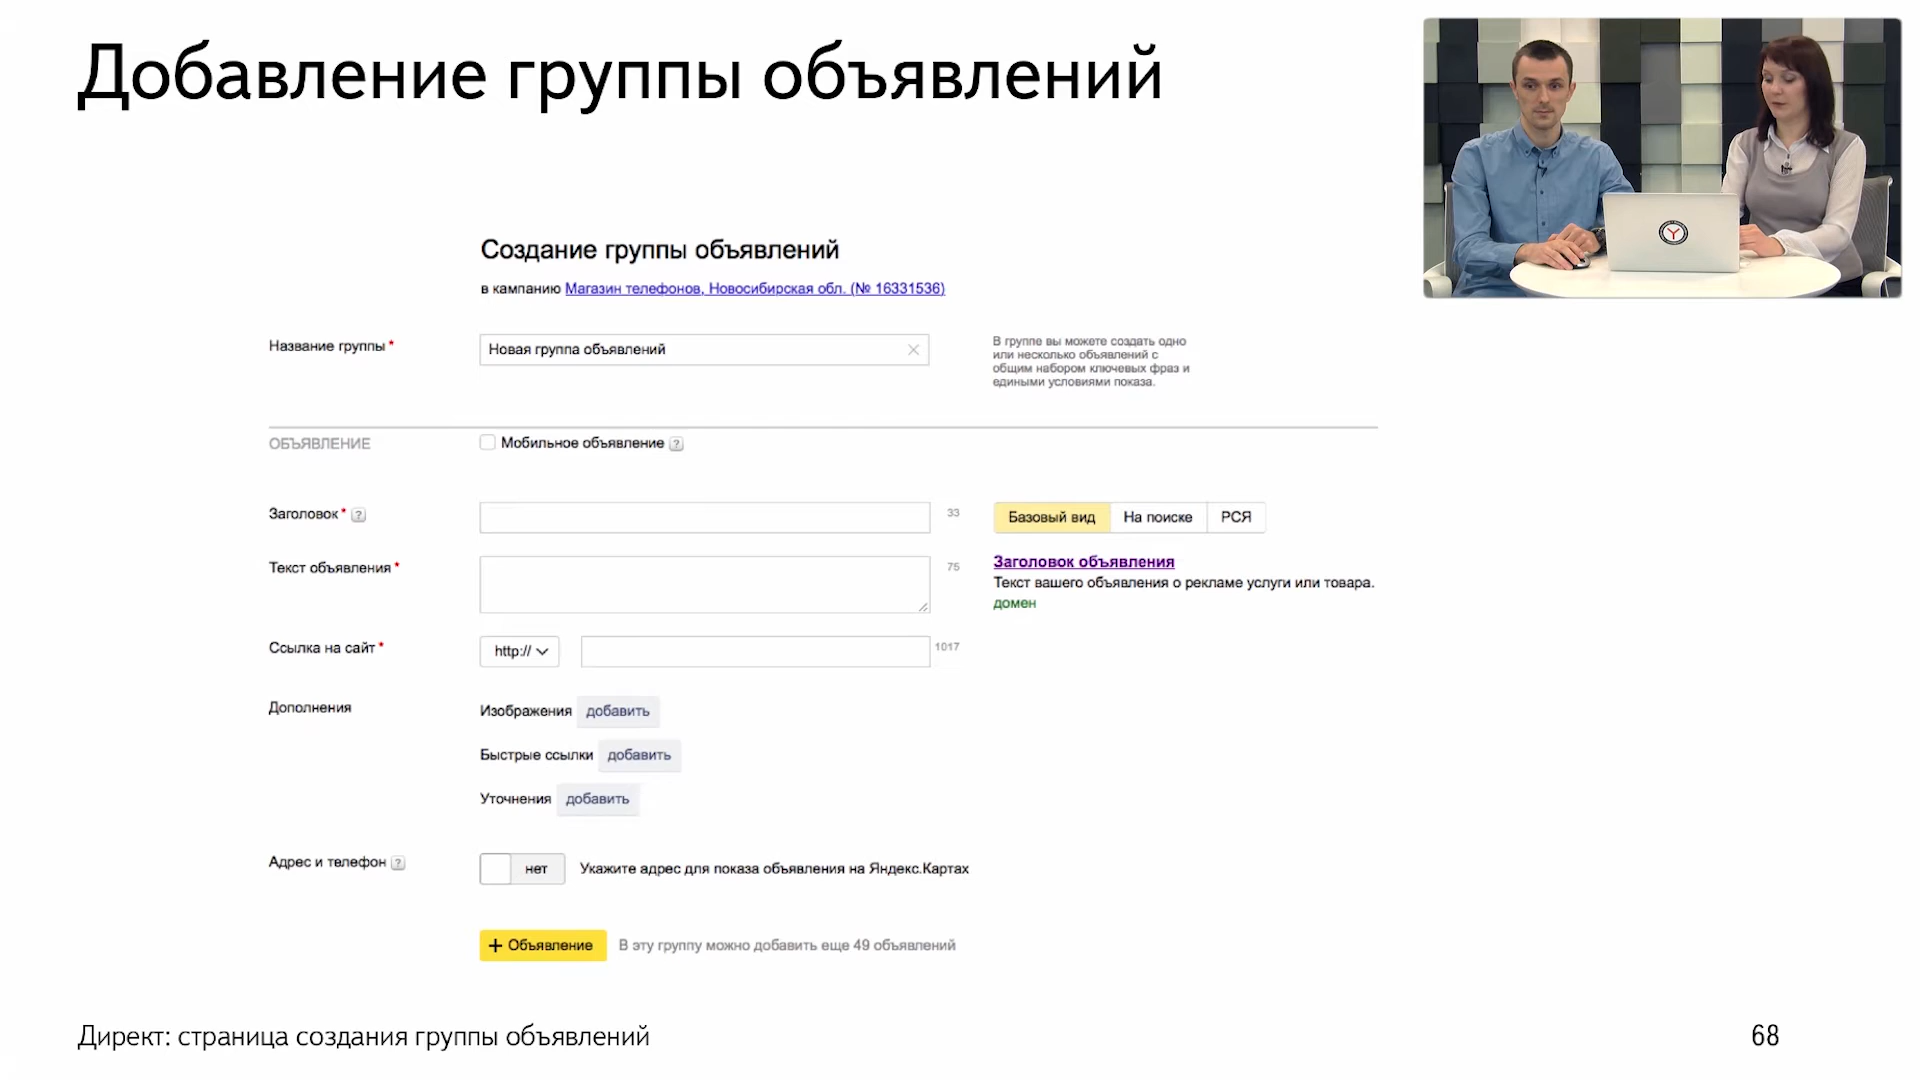 Добавление группы объявлений
Создание группы объявлений
в кампанию Магазин телефонов, Новосибирская обл. (№ 16331536)
Название группы *
Новая группа объявлений
В группе вы можете создать одно
или несколько объявлений с
общим набором ключевых фраз и
едиными условиями показа.
ОБЪЯВЛЕНИЕ
Мобильное объявление ?
Заголовок * ?
33
Базовый вид На поиске РСЯ
Текст объявления *
75
Заголовок объявления
Текст вашего объявления о рекламе услуги или товара.
домен
Ссылка на сайт *
http://
1017
Дополнения
Изображения добавить
Быстрые ссылки добавить
Уточнения добавить
Адрес и телефон ?
нет Укажите адрес для показа объявления на Яндекс.Картах
+ Объявление В эту группу можно добавить еще 49 объявлений
Директ: страница создания группы объявлений
68